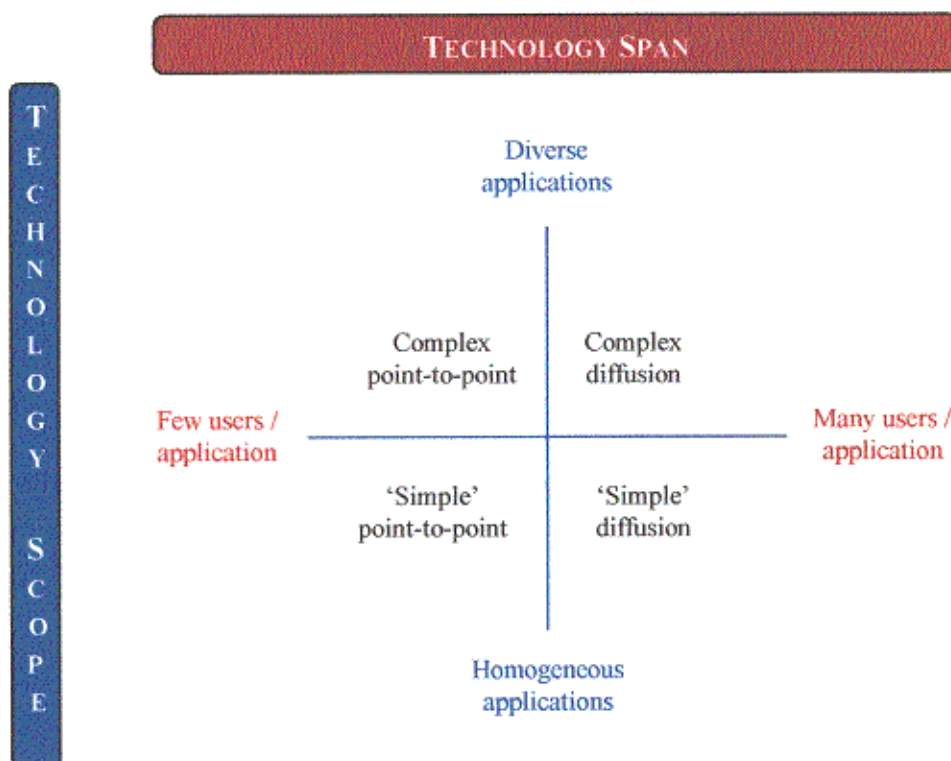 TECHNOLOGY SPAN
TECHNOLOGY SCOPE
Diverse
applications
Complex
point-to-point
Complex
diffusion
Few users /
application
Many users /
application
‘Simple’
point-to-point
‘Simple’
diffusion
Homogeneous
applications